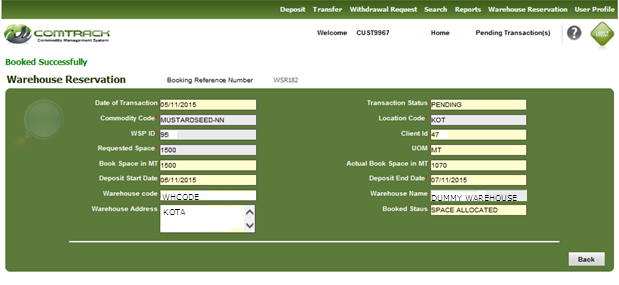 Deposit Transfer Withdrawal Request Search Reports Warehouse Reservation User Profile
COMTRACK
Commodity Management System
Welcome CUST9967 Home Pending Transaction(s) ? LOGOUT
Booked Successfully
Warehouse Reservation Booking Reference Number WSR182
Date of Transaction 05/11/2015 Transaction Status PENDING
Commodity Code MUSTARDSEED-NN Location Code KOT
WSP ID 95 Client Id 47
Requested Space 1500 UOM MT
Book Space in MT 1500 Actual Book Space in MT 1070
Deposit Start Date 06/11/2015 Deposit End Date 07/11/2015
Warehouse code WHCODE Warehouse Name DUMMY WAREHOUSE
Warehouse Address KOTA Booked Staus SPACE ALLOCATED
Back